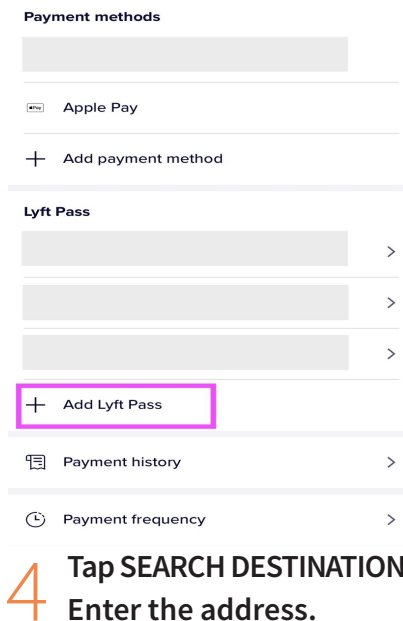 Payment methods
Pay Apple Pay
+ Add payment method
Lyft Pass
+ Add Lyft Pass
Payment history
Payment frequency
4 Tap SEARCH DESTINATION
Enter the address.